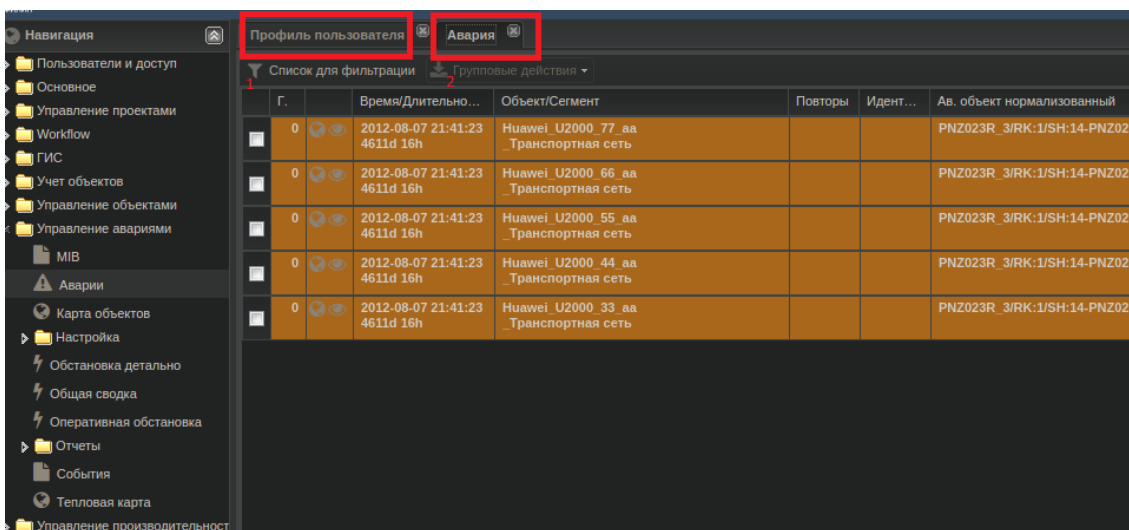 Навигация
Профиль пользователя
Авария
Пользователи и доступ
Основное
Управление проектами
Workflow
ГИС
Учет объектов
Управление объектами
Управление авариями
MIB
Аварии
Карта объектов
Настройка
Обстановка детально
Общая сводка
Оперативная обстановка
Отчеты
События
Тепловая карта
Управление производительност
1
Список для фильтрации
2
Групповые действия
Г.
Время/Длительно...
Объект/Сегмент
Повторы
Идент...
Ав. объект нормализованный
0 2012-08-07 21:41:23 Huawei_U2000_77_aa PNZ023R_3/RK:1/SH:14-PNZ02
4611d 16h _Транспортная сеть
0 2012-08-07 21:41:23 Huawei_U2000_66_aa PNZ023R_3/RK:1/SH:14-PNZ02
4611d 16h _Транспортная сеть
0 2012-08-07 21:41:23 Huawei_U2000_55_aa PNZ023R_3/RK:1/SH:14-PNZ02
4611d 16h _Транспортная сеть
0 2012-08-07 21:41:23 Huawei_U2000_44_aa PNZ023R_3/RK:1/SH:14-PNZ02
4611d 16h _Транспортная сеть
0 2012-08-07 21:41:23 Huawei_U2000_33_aa PNZ023R_3/RK:1/SH:14-PNZ02
4611d 16h _Транспортная сеть